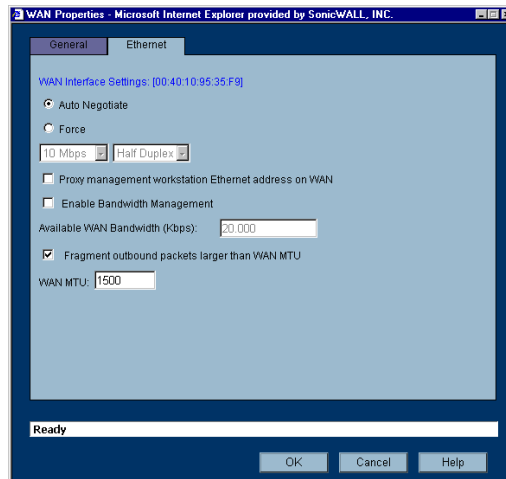 WAN Properties - Microsoft Internet Explorer provided by SonicWALL, INC.
General Ethernet
WAN Interface Settings: [00:40:10:95:35:F9]
Auto Negotiate
Force
10 Mbps Half Duplex
Proxy management workstation Ethernet address on WAN
Enable Bandwidth Management
Available WAN Bandwidth (Kbps): 20.000
Fragment outbound packets larger than WAN MTU
WAN MTU: 1500
Ready
OK Cancel Help